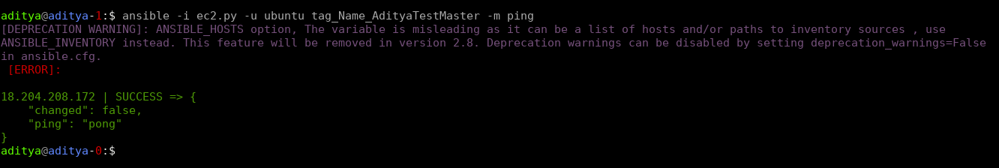 aditya@aditya-1:$ ansible -i ec2.py -u ubuntu tag_Name_AdityaTestMaster -m ping
[DEPRECATION WARNING]: ANSIBLE_HOSTS option, The variable is misleading as it can be a list of hosts and/or paths to inventory sources , use
ANSIBLE_INVENTORY instead. This feature will be removed in version 2.8. Deprecation warnings can be disabled by setting deprecation_warnings=False
in ansible.cfg.
[ERROR]:
18.204.208.172 | SUCCESS => {
    "changed": false,
    "ping": "pong"
}
aditya@aditya-0:$